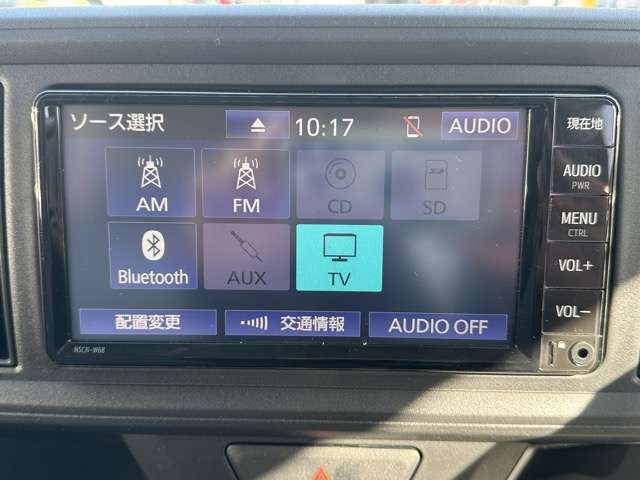 ソース選択 10:17 AUDIO 現在地
AM FM CD SD
AUDIO
PWR
MENU
CTRL
Bluetooth AUX TV
VOL+
配置変更 交通情報 AUDIO OFF
VOL−
NSCN-W68